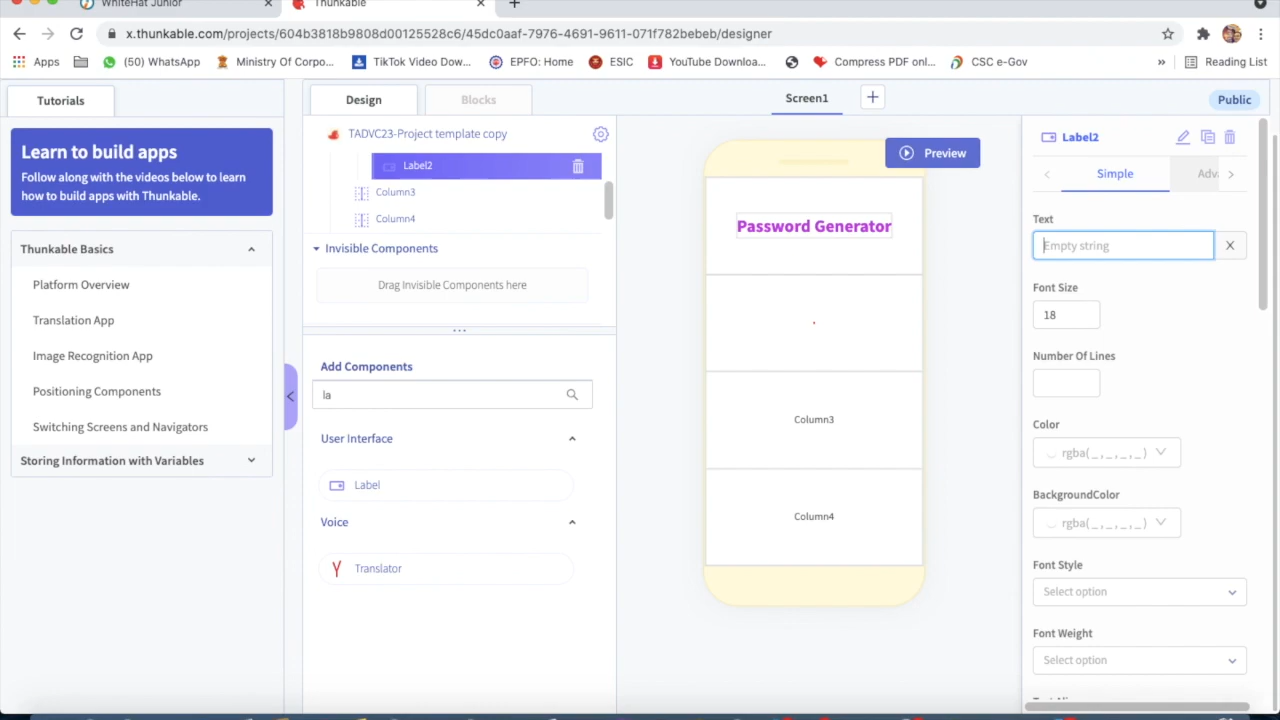 WhiteHat Junior
Thunkable
x.thunkable.com/projects/604b3818b9808d00125528c6/45dc0aaf-7976-4691-9611-071f782bebeb/designer
Apps
(50) WhatsApp
Ministry Of Corpo...
TikTok Video Dow...
EPFO: Home
ESIC
YouTube Downloa...
Compress PDF onl...
CSC e-Gov
»
Reading List
Tutorials
Design
Blocks
Screen1
Public
Learn to build apps
Follow along with the videos below to learn
how to build apps with Thunkable.
Thunkable Basics
Platform Overview
Translation App
Image Recognition App
Positioning Components
Switching Screens and Navigators
Storing Information with Variables
TADVC23-Project template copy
Label2
Column3
Column4
Invisible Components
Drag Invisible Components here
Add Components
la
User Interface
Label
Voice
Translator
Preview
Password Generator
Column3
Column4
Label2
Simple
Adv
Text
Empty string
Font Size
18
Number Of Lines
Color
rgba(_,_,_,_)
BackgroundColor
rgba(_,_,_,_)
Font Style
Select option
Font Weight
Select option